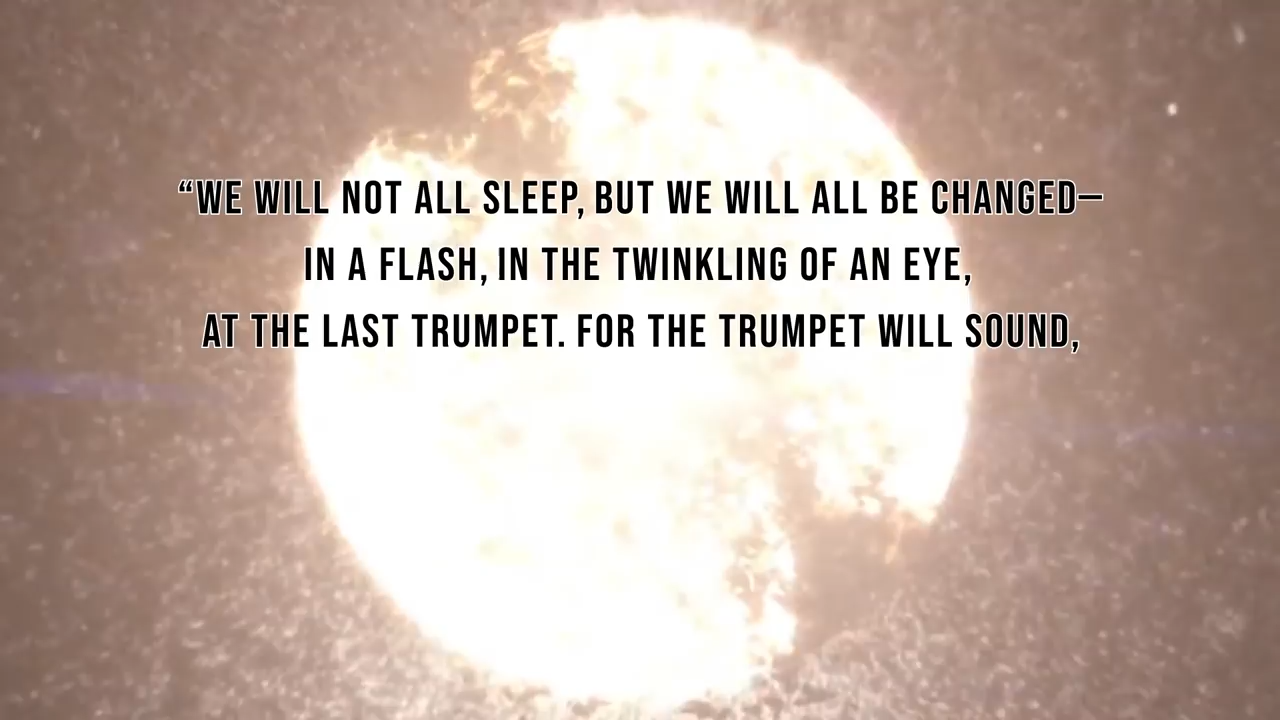 “WE WILL NOT ALL SLEEP, BUT WE WILL ALL BE CHANGED—
IN A FLASH, IN THE TWINKLING OF AN EYE,
AT THE LAST TRUMPET. FOR THE TRUMPET WILL SOUND,